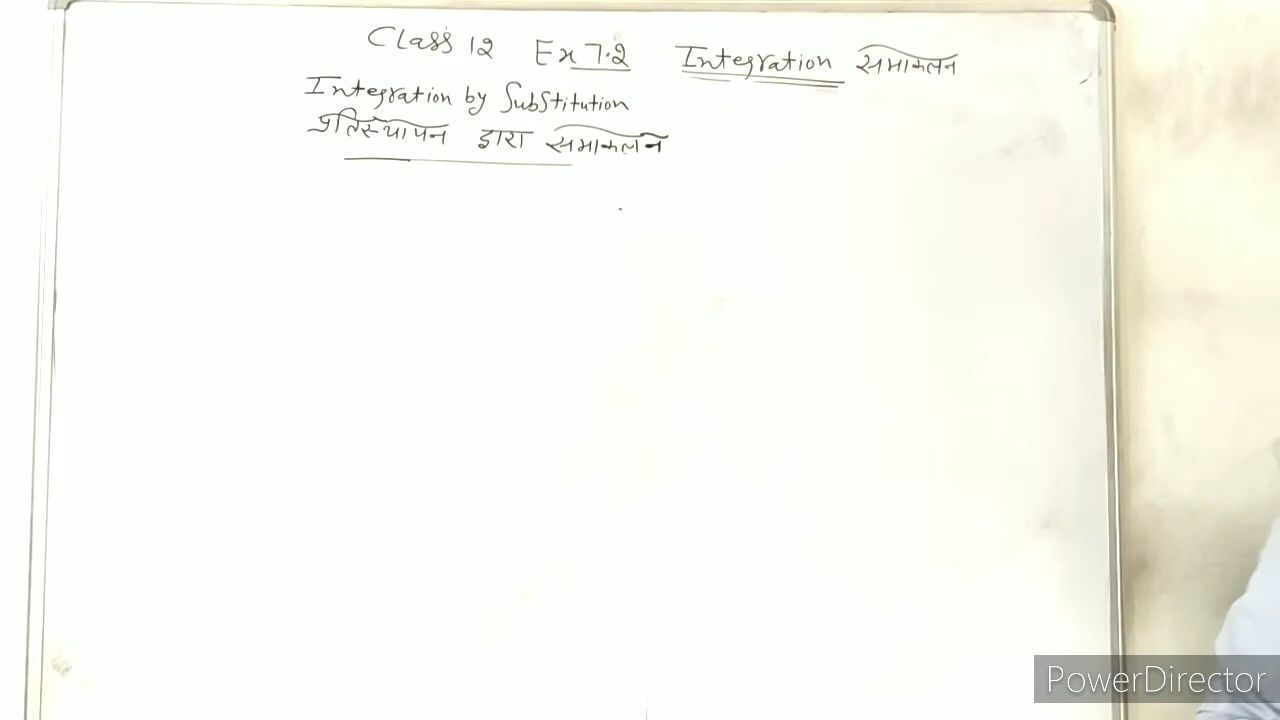 Class 12 Ex 7.2 Integration समाकलन
Integration by Substitution
प्रतिस्थापन द्वारा समाकलन
PowerDirector